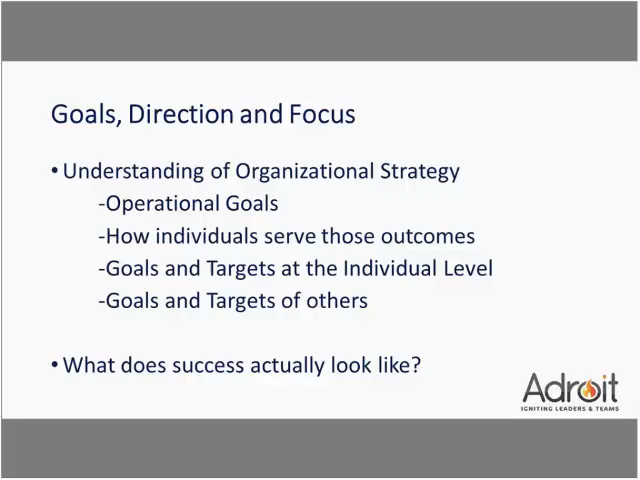 Goals, Direction and Focus
• Understanding of Organizational Strategy
-Operational Goals
-How individuals serve those outcomes
-Goals and Targets at the Individual Level
-Goals and Targets of others
• What does success actually look like?
Adroit
IGNITING LEADERS & TEAMS